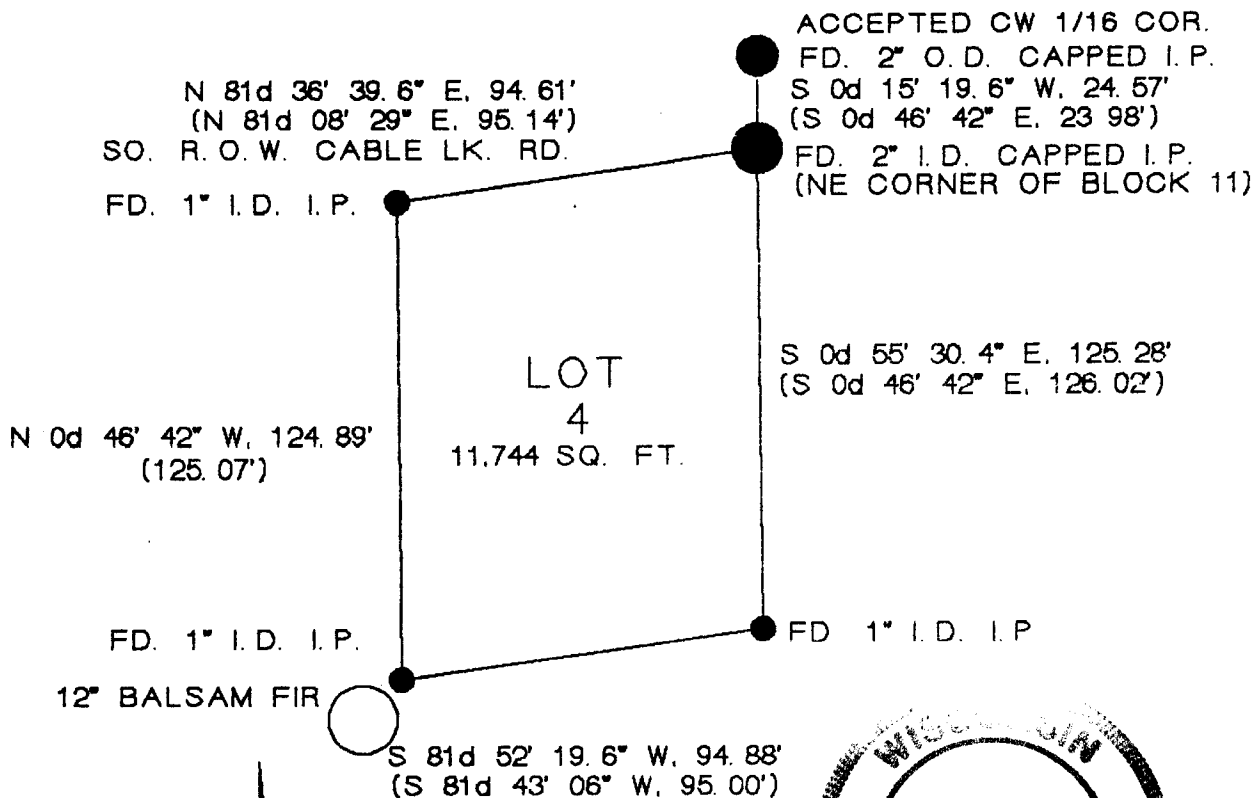 ACCEPTED CW 1/16 COR.
FD. 2" O.D. CAPPED I.P.
S 0d 15' 19.6" W, 24.57'
(S 0d 46' 42" E, 23 98')
N 81d 36' 39.6" E, 94.61'
(N 81d 08' 29" E, 95.14')
SO. R.O.W. CABLE LK. RD.
FD. 2" I.D. CAPPED I.P.
(NE CORNER OF BLOCK 11)
FD. 1" I.D. I.P.
S 0d 55' 30.4" E, 125.28'
(S 0d 46' 42" E, 126.02')
LOT
4
11,744 SQ. FT.
N 0d 46' 42" W, 124.89'
(125.07')
FD. 1" I.D. I.P.
FD 1" I.D. I.P
12" BALSAM FIR
S 81d 52' 19.6" W, 94.88'
(S 81d 43' 06" W, 95.00')